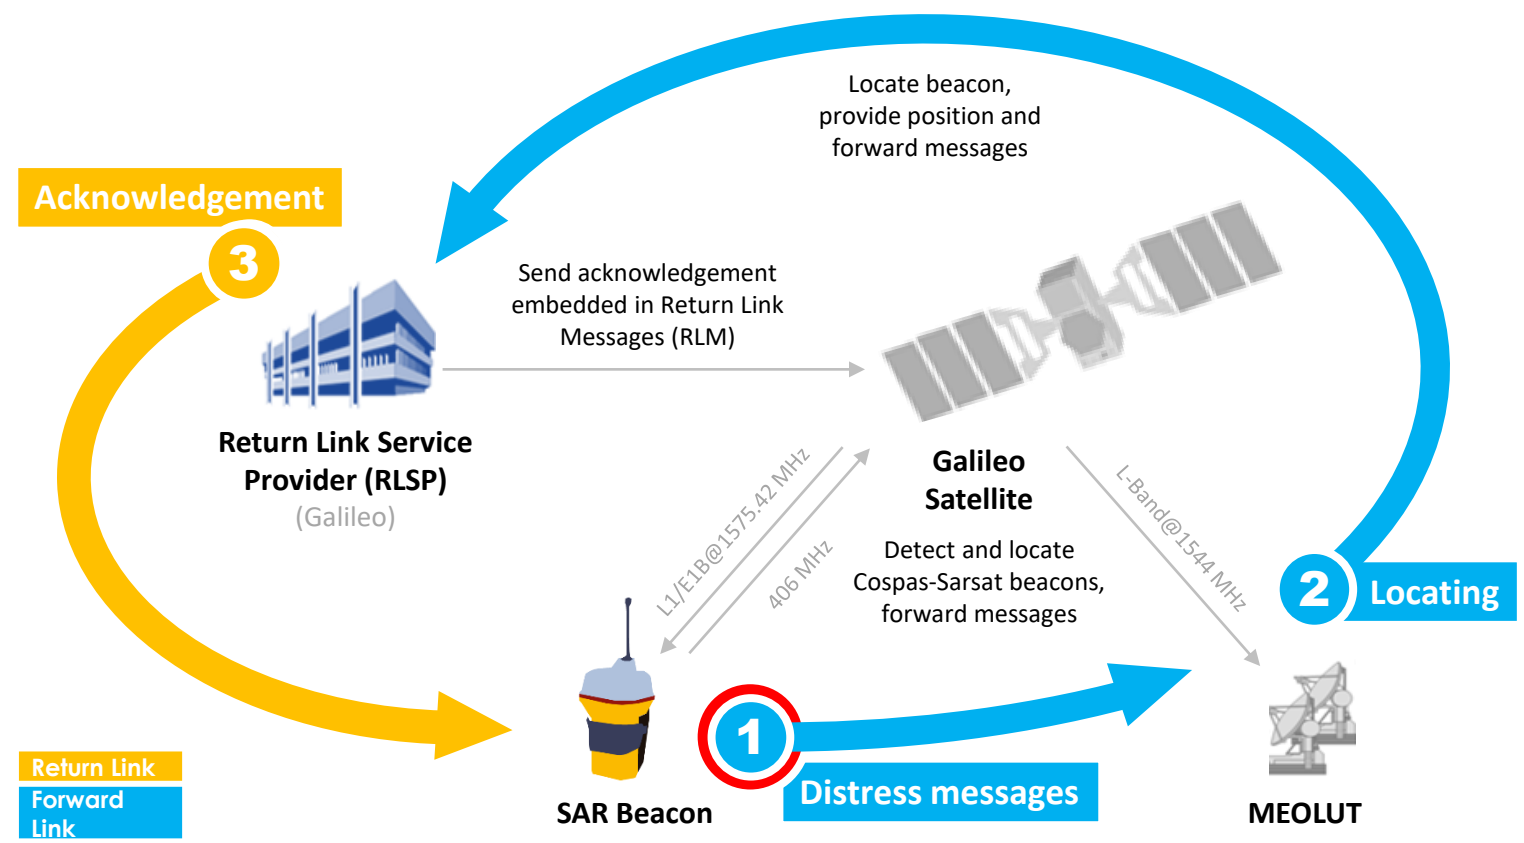 Locate beacon,
provide position and
forward messages
Acknowledgement
3
Send acknowledgement
embedded in Return Link
Messages (RLM)
Return Link Service
Provider (RLSP)
(Galileo)
Galileo
Satellite
L1/E1B@1575.42 MHz
406 MHz
L-Band@1544 MHz
Detect and locate
Cospas-Sarsat beacons,
forward messages
2
Locating
1
Distress messages
SAR Beacon
MEOLUT
Return Link
Forward
Link